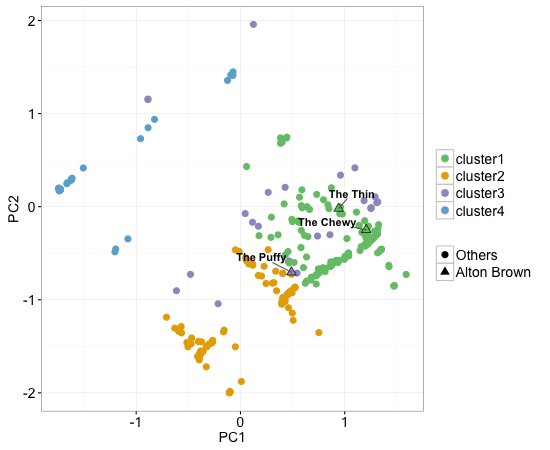 2
1
0
-1
-2
PC2
-1
0
1
PC1
The Thin
The Chewy
The Puffy
cluster1
cluster2
cluster3
cluster4
Others
Alton Brown